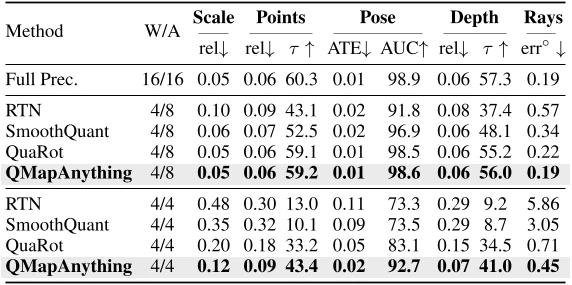 Method W/A Scale Points Pose Depth Rays
rel↓ rel↓ τ ↑ ATE↓ AUC↑ rel↓ τ ↑ err° ↓
Full Prec. 16/16 0.05 0.06 60.3 0.01 98.9 0.06 57.3 0.19
RTN 4/8 0.10 0.09 43.1 0.02 91.8 0.08 37.4 0.57
SmoothQuant 4/8 0.06 0.07 52.5 0.02 96.9 0.06 48.1 0.34
QuaRot 4/8 0.05 0.06 59.1 0.01 98.5 0.06 55.2 0.22
QMapAnything 4/8 0.05 0.06 59.2 0.01 98.6 0.06 56.0 0.19
RTN 4/4 0.48 0.30 13.0 0.11 73.3 0.29 9.2 5.86
SmoothQuant 4/4 0.35 0.32 10.1 0.09 73.5 0.29 8.7 3.05
QuaRot 4/4 0.20 0.18 33.2 0.05 83.1 0.15 34.5 0.71
QMapAnything 4/4 0.12 0.09 43.4 0.02 92.7 0.07 41.0 0.45